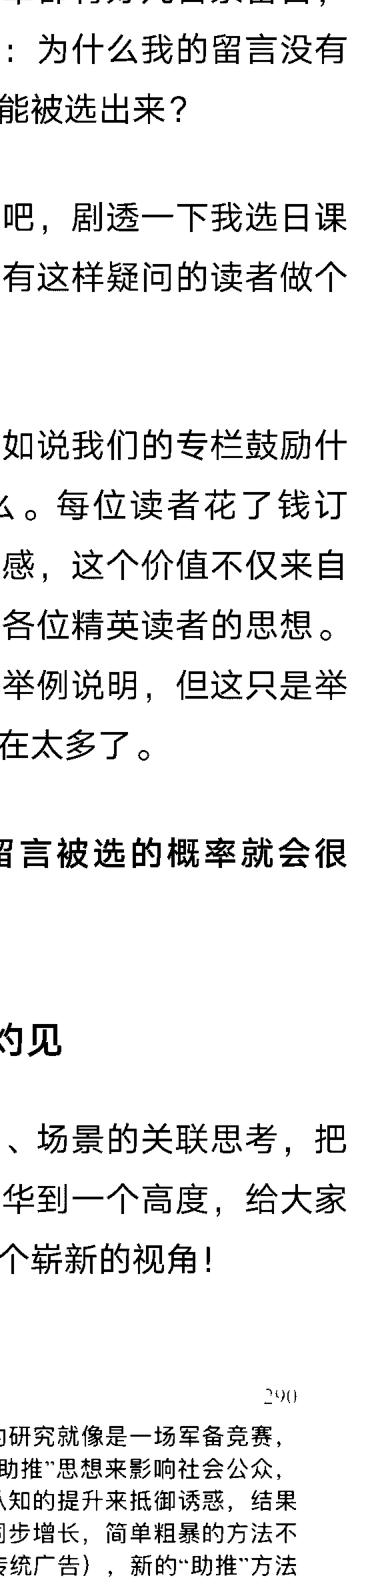 ：为什么我的留言没有
能被选出来？
吧，剧透一下我选日课
有这样疑问的读者做个
如说我们的专栏鼓励什
么。每位读者花了钱订
感，这个价值不仅来自
各位精英读者的思想。
举例说明，但这只是举
在太多了。
留言被选的概率就会很
灼见
、场景的关联思考，把
华到一个高度，给大家
个崭新的视角！
290
的研究就像是一场军备竞赛，
助推”思想来影响社会公众，
认知的提升来抵御诱惑，结果
同步增长，简单粗暴的方法不
传统广告），新的“助推”方法